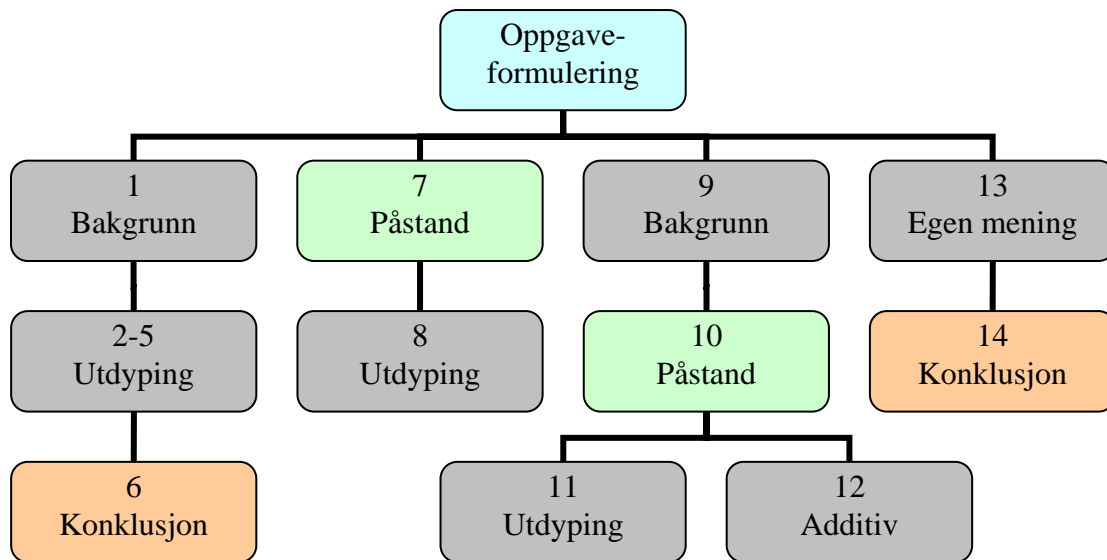 Oppgave-
formulering
1
Bakgrunn
7
Påstand
9
Bakgrunn
13
Egen mening
2-5
Utdyping
8
Utdyping
10
Påstand
14
Konklusjon
6
Konklusjon
11
Utdyping
12
Additiv